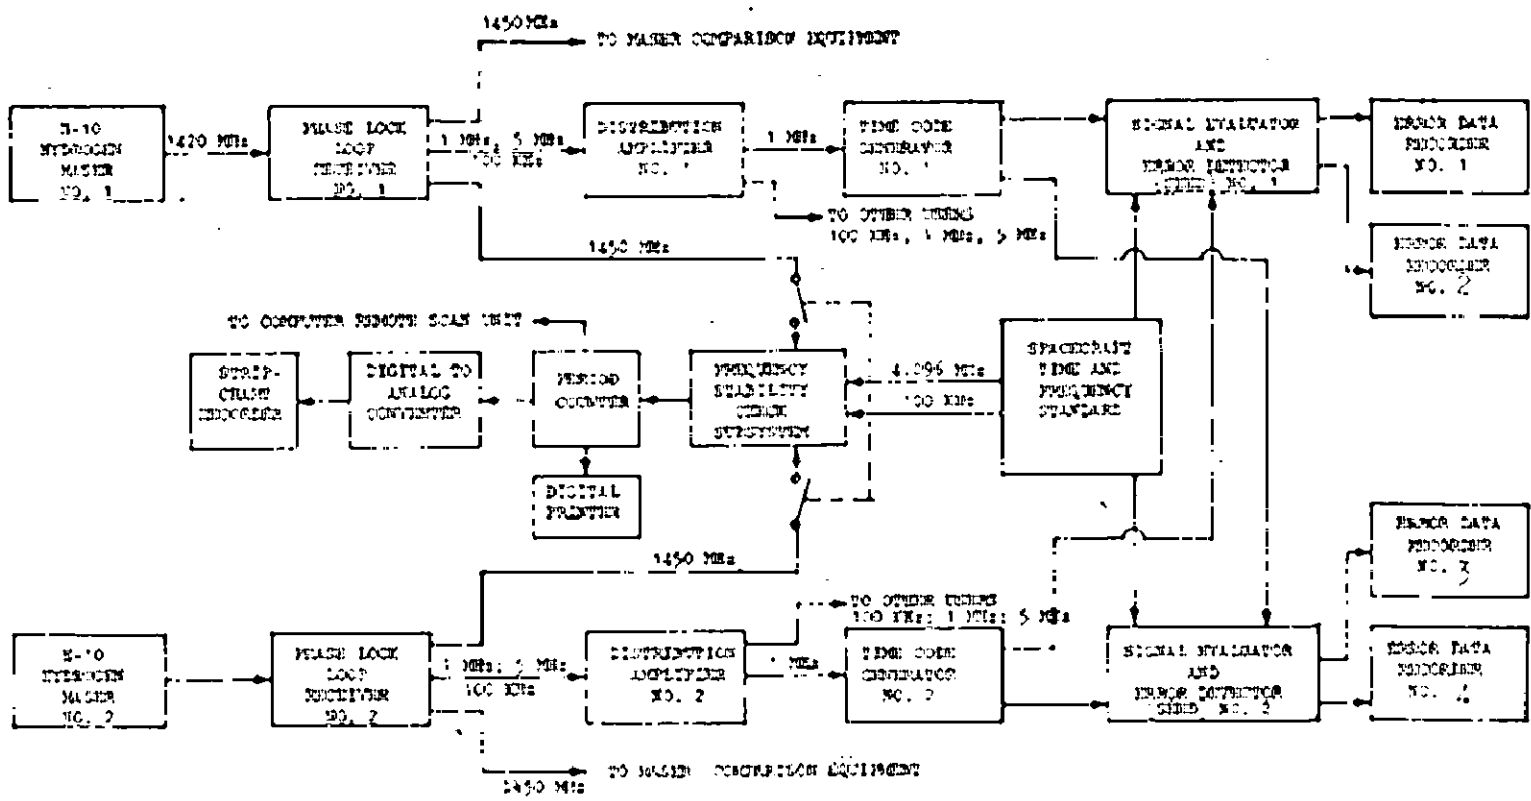 1450 MHz
TO MASER COMPARISON EQUIPMENT
H-10
HYDROGEN
MASER
NO. 1
1420 MHz
PHASE LOCK
LOOP
RECEIVER
NO. 1
1 MHz; 5 MHz
100 KHz
DISTRIBUTION
AMPLIFIER
NO. 1
1 MHz
TIME CODE
GENERATOR
NO. 1
SIGNAL EVALUATOR
AND
ERROR DETECTOR
NO. 1
ERROR DATA
RECORDER
NO. 1
TO OTHER USERS
100 KHz, 1 MHz, 5 MHz
1450 MHz
ERROR DATA
RECORDER
NO. 2
TO COMPUTER REMOTE SCAN UNIT
STRIP-
CHART
RECORDER
DIGITAL TO
ANALOG
CONVERTER
PERIOD
COUNTER
FREQUENCY
STABILITY
CHECK
SUBSYSTEM
4.096 MHz
100 KHz
SPACECRAFT
TIME AND
FREQUENCY
STANDARD
DIGITAL
PRINTER
1450 MHz
ERROR DATA
RECORDER
NO. 3
TO OTHER USERS
100 KHz; 1 MHz; 5 MHz
H-10
HYDROGEN
MASER
NO. 2
PHASE LOCK
LOOP
RECEIVER
NO. 2
1 MHz; 5 MHz
100 KHz
DISTRIBUTION
AMPLIFIER
NO. 2
MHz
TIME CODE
GENERATOR
NO. 2
SIGNAL EVALUATOR
AND
ERROR DETECTOR
NO. 2
ERROR DATA
RECORDER
NO. 4
TO MASER COMPARISON EQUIPMENT
1450 MHz